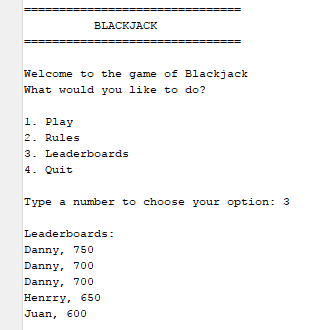 ===============================
BLACKJACK
===============================
Welcome to the game of Blackjack
What would you like to do?
1. Play
2. Rules
3. Leaderboards
4. Quit
Type a number to choose your option: 3
Leaderboards:
Danny, 750
Danny, 700
Danny, 700
Henrry, 650
Juan, 600